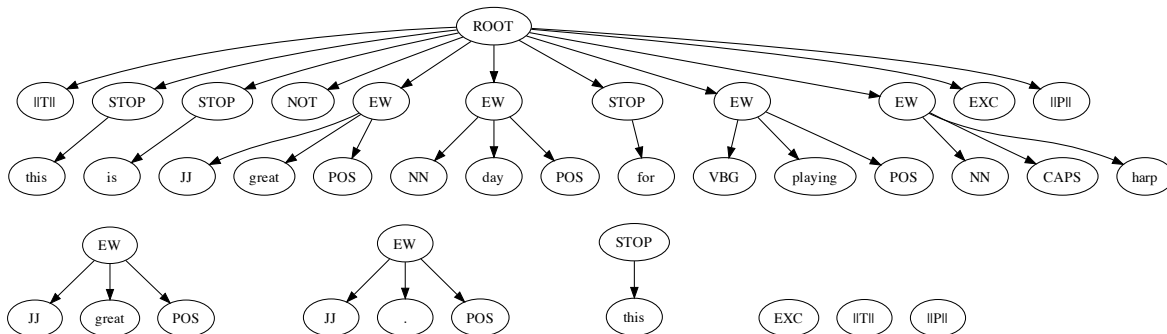 ROOT
||T|| STOP STOP NOT EW EW STOP EW EW EXC ||P||
this is JJ great POS NN day POS for VBG playing POS NN CAPS harp
EW EW STOP
JJ great POS JJ . POS this EXC ||T|| ||P||